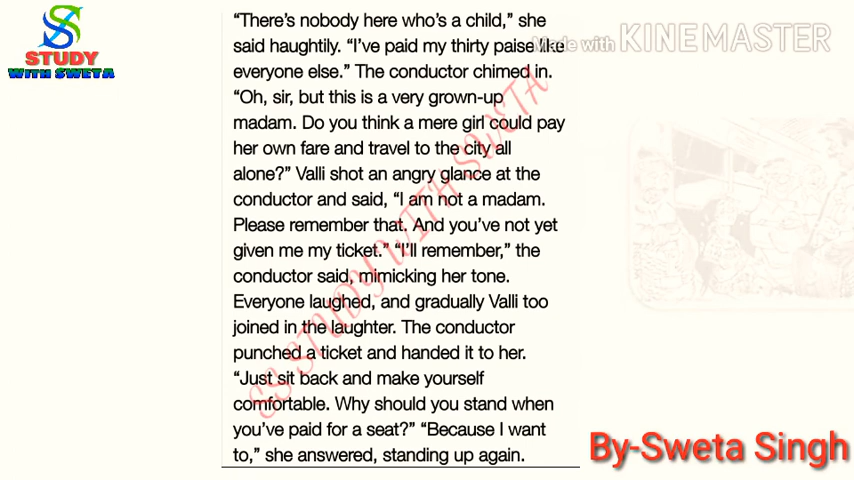 STUDY
WITH SWETA
Made with KINEMASTER
“There’s nobody here who’s a child,” she
said haughtily. “I’ve paid my thirty paise like
everyone else.” The conductor chimed in.
“Oh, sir, but this is a very grown-up
madam. Do you think a mere girl could pay
her own fare and travel to the city all
alone?” Valli shot an angry glance at the
conductor and said, “I am not a madam.
Please remember that. And you’ve not yet
given me my ticket.” “I’ll remember,” the
conductor said, mimicking her tone.
Everyone laughed, and gradually Valli too
joined in the laughter. The conductor
punched a ticket and handed it to her.
“Just sit back and make yourself
comfortable. Why should you stand when
you’ve paid for a seat?” “Because I want
to,” she answered, standing up again.
SS STUDY WITH SWETA
By-Sweta Singh